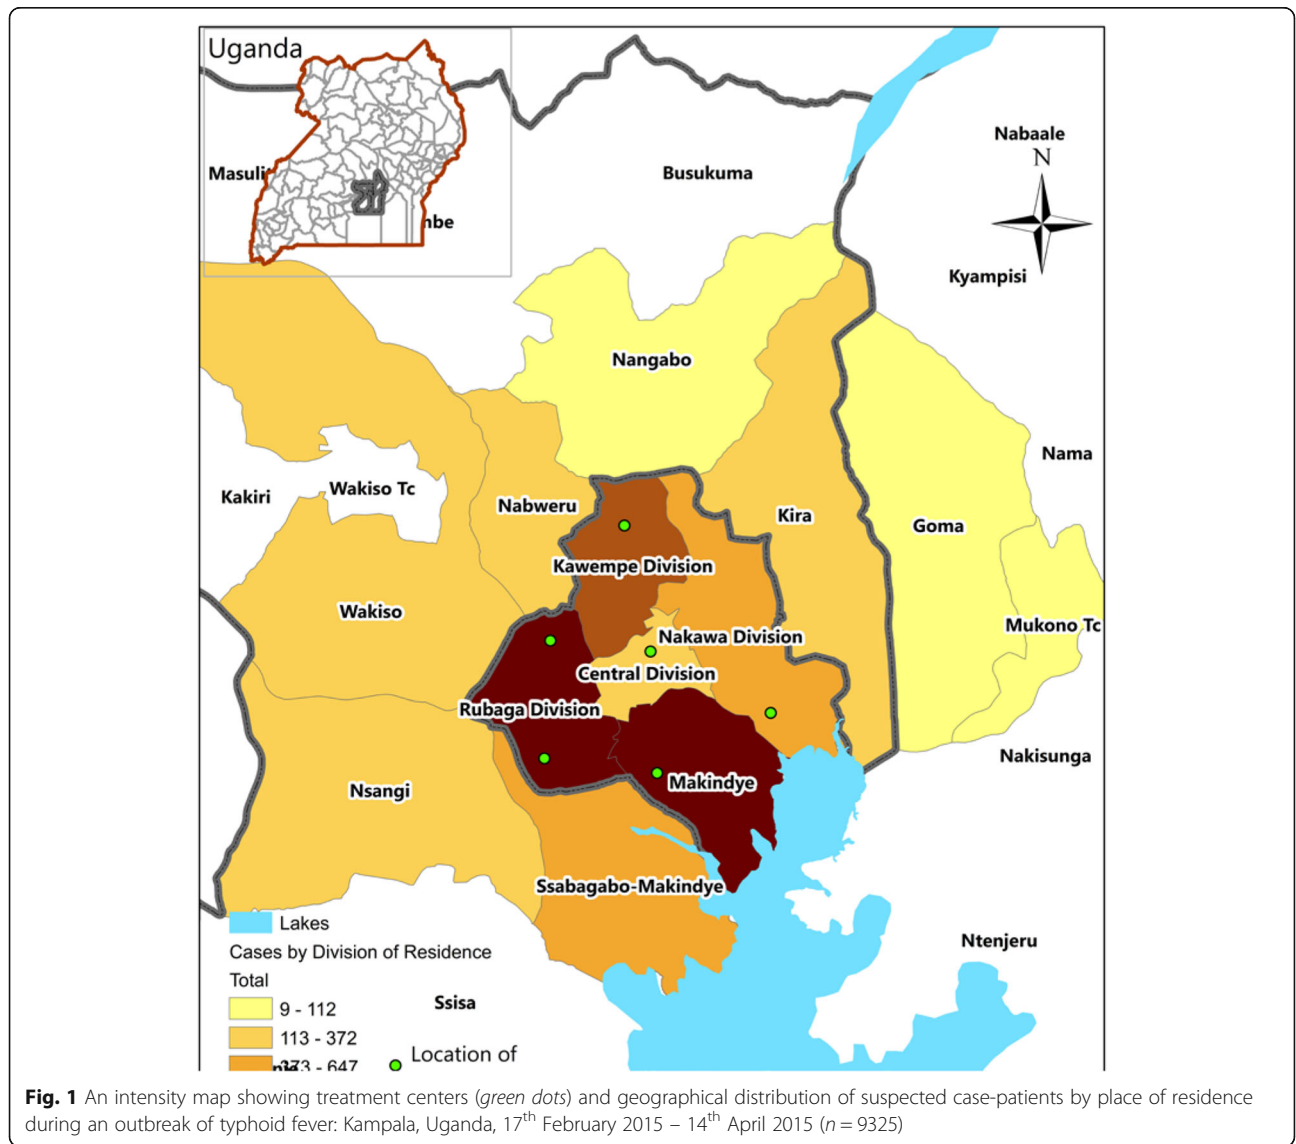 Uganda
Nabaale
N
Masuli
Busukuma
nbe
Kyampisi
Nangabo
Nama
Kakiri
Wakiso Tc
Nabweru
Kira
Goma
Kawempe Division
Wakiso
Mukono Tc
Nakawa Division
Central Division
Rubaga Division
Nakisunga
Nsangi
Makindye
Ssabagabo-Makindye
Lakes
Ntenjeru
Cases by Division of Residence
Total
Ssisa
9 - 112
113 - 372
Location of
373 - 647
Fig. 1 An intensity map showing treatment centers (green dots) and geographical distribution of suspected case-patients by place of residence
during an outbreak of typhoid fever: Kampala, Uganda, 17th February 2015 – 14th April 2015 (n = 9325)